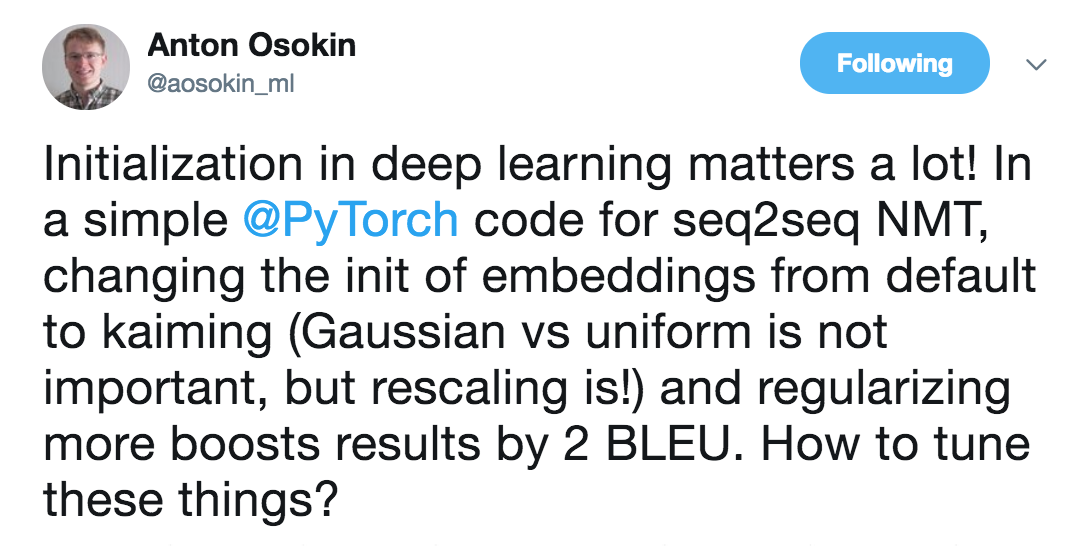 Anton Osokin
@aosokin_ml
Following
Initialization in deep learning matters a lot! In
a simple @PyTorch code for seq2seq NMT,
changing the init of embeddings from default
to kaiming (Gaussian vs uniform is not
important, but rescaling is!) and regularizing
more boosts results by 2 BLEU. How to tune
these things?